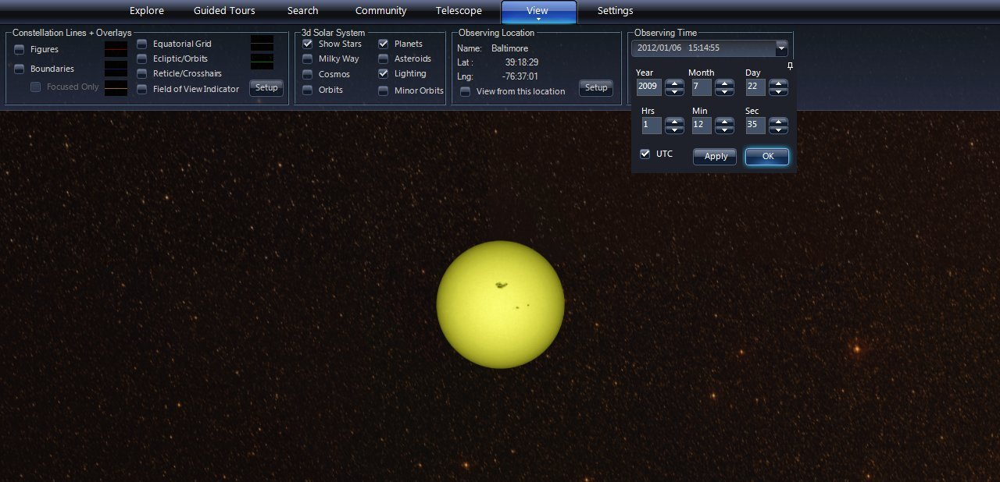 Explore Guided Tours Search Community Telescope View Settings
Constellation Lines + Overlays
Figures
Boundaries
Focused Only
Equatorial Grid
Ecliptic/Orbits
Reticle/Crosshairs
Field of View Indicator
Setup
3d Solar System
Show Stars
Milky Way
Cosmos
Orbits
Planets
Asteroids
Lighting
Minor Orbits
Observing Location
Name: Baltimore
Lat : 39:18:29
Lng: -76:37:01
View from this location
Setup
Observing Time
2012/01/06 15:14:55
Year Month Day
2009 7 22
Hrs Min Sec
1 12 35
UTC Apply OK